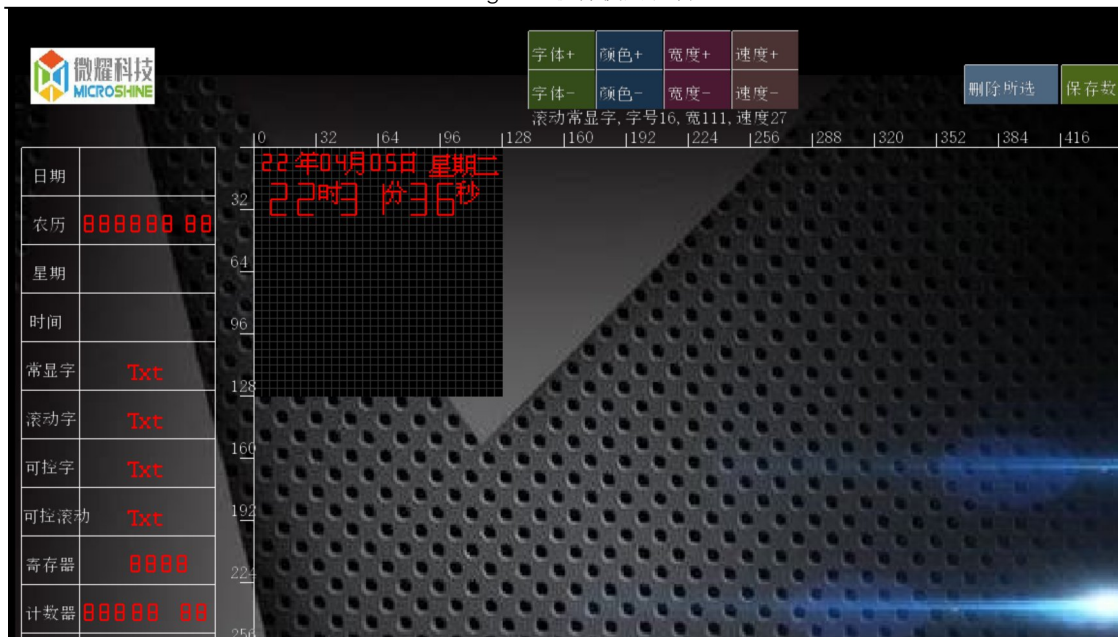 微耀科技
MICROSHINE
字体+ 颜色+ 宽度+ 速度+
字体- 颜色- 宽度- 速度-
删除所选 保存数
滚动常显字, 字号16, 宽111, 速度27
0 32 64 96 128 160 192 224 256 288 320 352 384 416
32
64
96
128
160
192
224
256
22年04月05日 星期二
22时31分36秒
日期
农历 888888 88
星期
时间
常显字 Txt
滚动字 Txt
可控字 Txt
可控滚动 Txt
寄存器 8888
计数器 88888 88